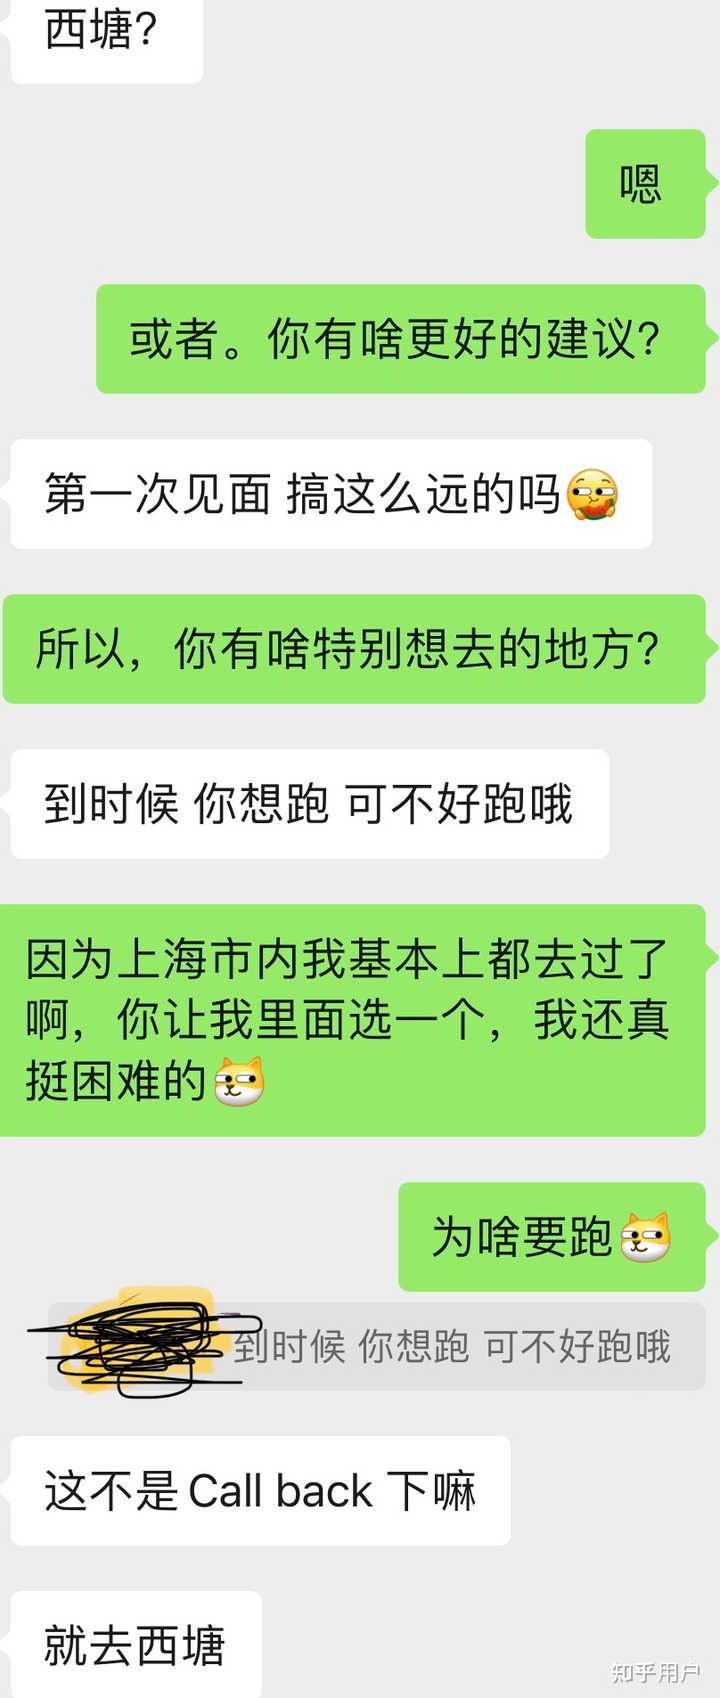 西塘？
嗯
或者。你有啥更好的建议？
第一次见面 搞这么远的吗
所以，你有啥特别想去的地方？
到时候 你想跑 可不好跑哦
因为上海市内我基本上都去过了
啊，你让我里面选一个，我还真
挺困难的
为啥要跑
到时候 你想跑 可不好跑哦
这不是 Call back 下嘛
就去西塘
知乎用户